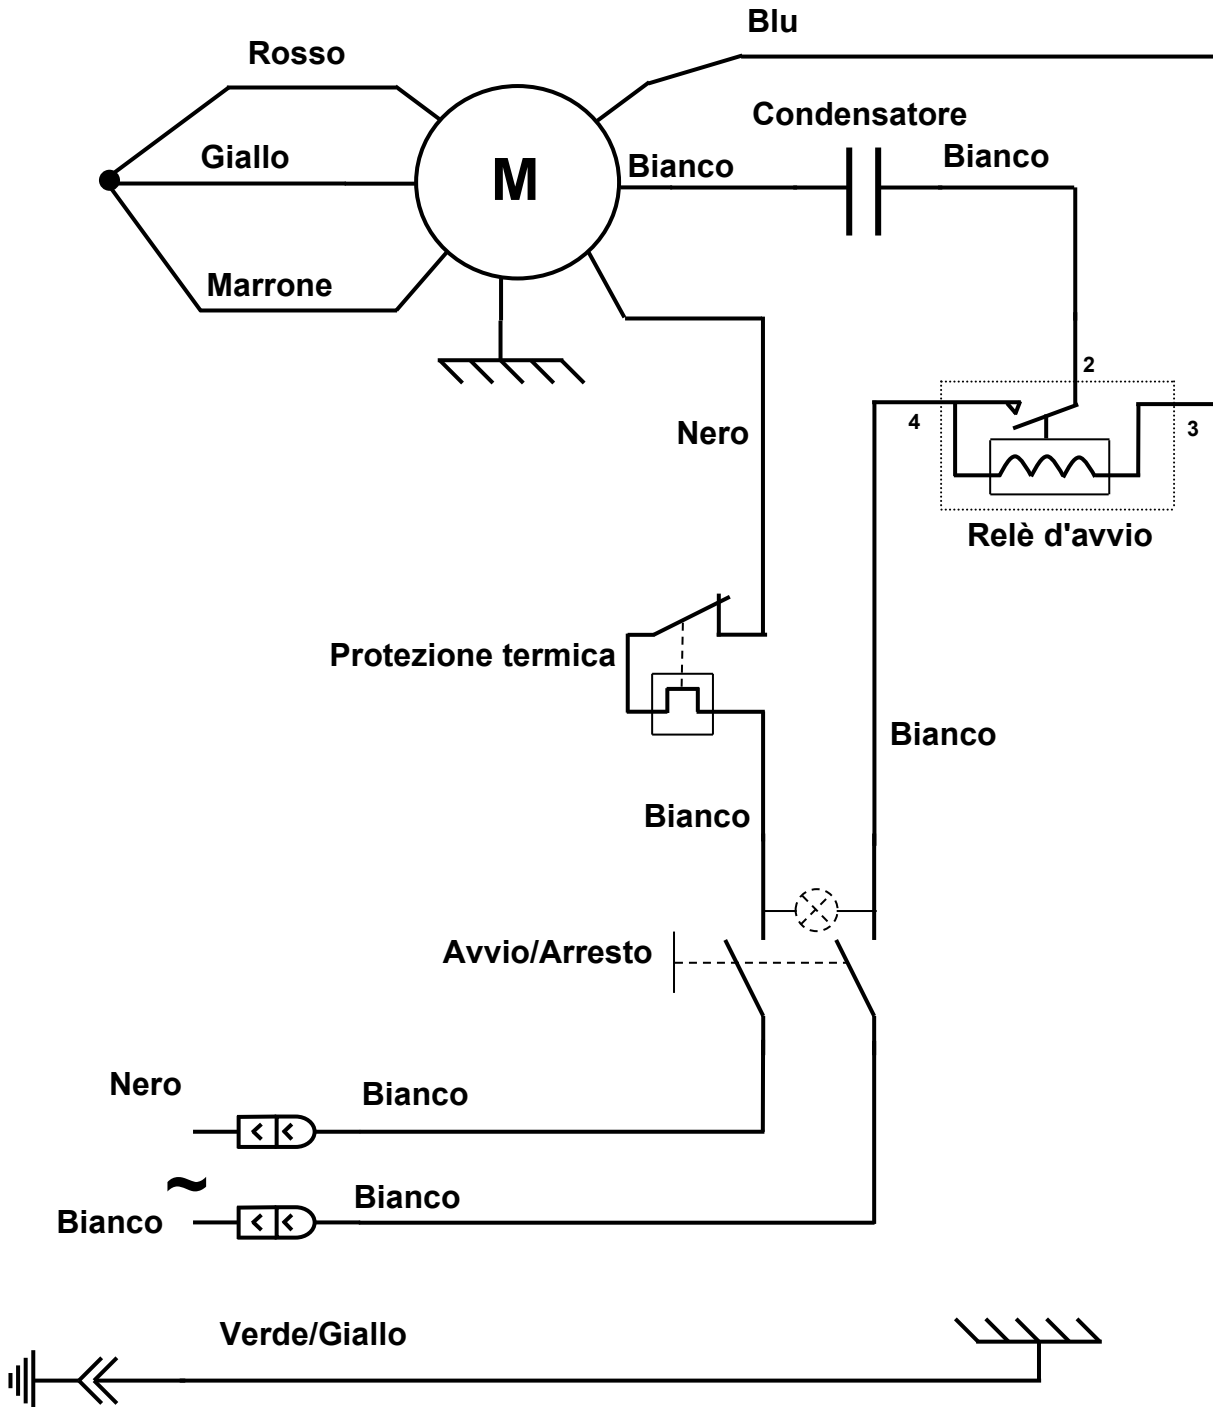 Blu
Rosso
Condensatore
Giallo
Bianco
Bianco
M
Marrone
2
4
3
Nero
Relè d'avvio
Protezione termica
Bianco
Bianco
Avvio/Arresto
Nero
Bianco
~
Bianco
Bianco
Verde/Giallo